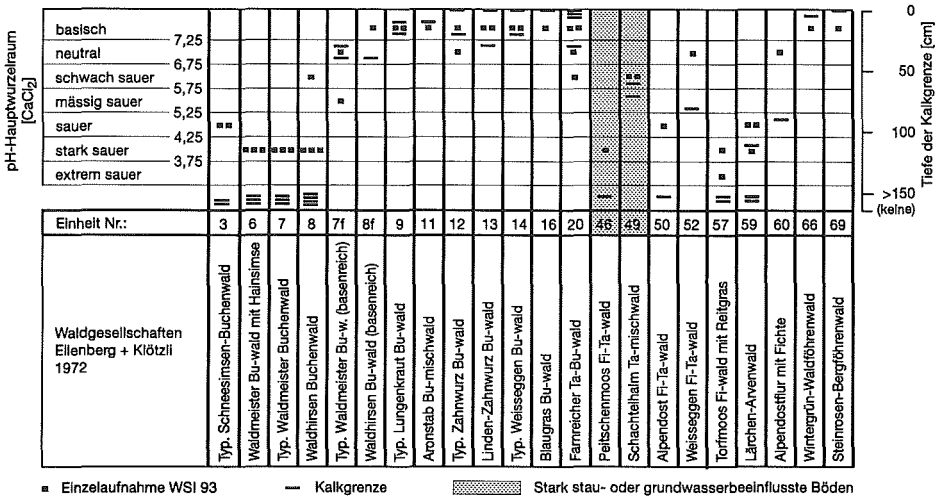 pH-Hauptwurzelraum
[CaCl2]
basisch
7,25
neutral
6,75
schwach sauer
5,75
mässig sauer
5,25
sauer
4,25
stark sauer
3,75
extrem sauer
0
50
100
>150
(keine)
Tiefe der Kalkgrenze [cm]
Einheit Nr.: 3 6 7 8 7f 8f 9 11 12 13 14 16 20 46 49 50 52 57 59 60 66 69
Waldgesellschaften
Ellenberg + Klötzli
1972
Typ. Schneesimsen-Buchenwald
Waldmeister Bu-wald mit Hainsimse
Typ. Waldmeister Buchenwald
Waldhirsen Buchenwald
Typ. Waldmeister Bu-w. (basenreich)
Waldhirsen Bu-wald (basenreich)
Typ. Lungenkraut Bu-wald
Aronstab Bu-mischwald
Typ. Zahnwurz Bu-wald
Linden-Zahnwurz Bu-wald
Typ. Weisseggen Bu-wald
Blaugras Bu-wald
Farnreicher Ta-Bu-wald
Peitschenmoos Fi-Ta-wald
Schachtelhalm Ta-mischwald
Alpendost Fi-Ta-wald
Weisseggen Fi-Ta-wald
Torfmoos Fi-wald mit Reitgras
Lärchen-Arvenwald
Alpendostflur mit Fichte
Wintergrün-Waldföhrenwald
Steinrosen-Bergföhrenwald
Einzelaufnahme WSI 93
Kalkgrenze
Stark stau- oder grundwasserbeeinflusste Böden